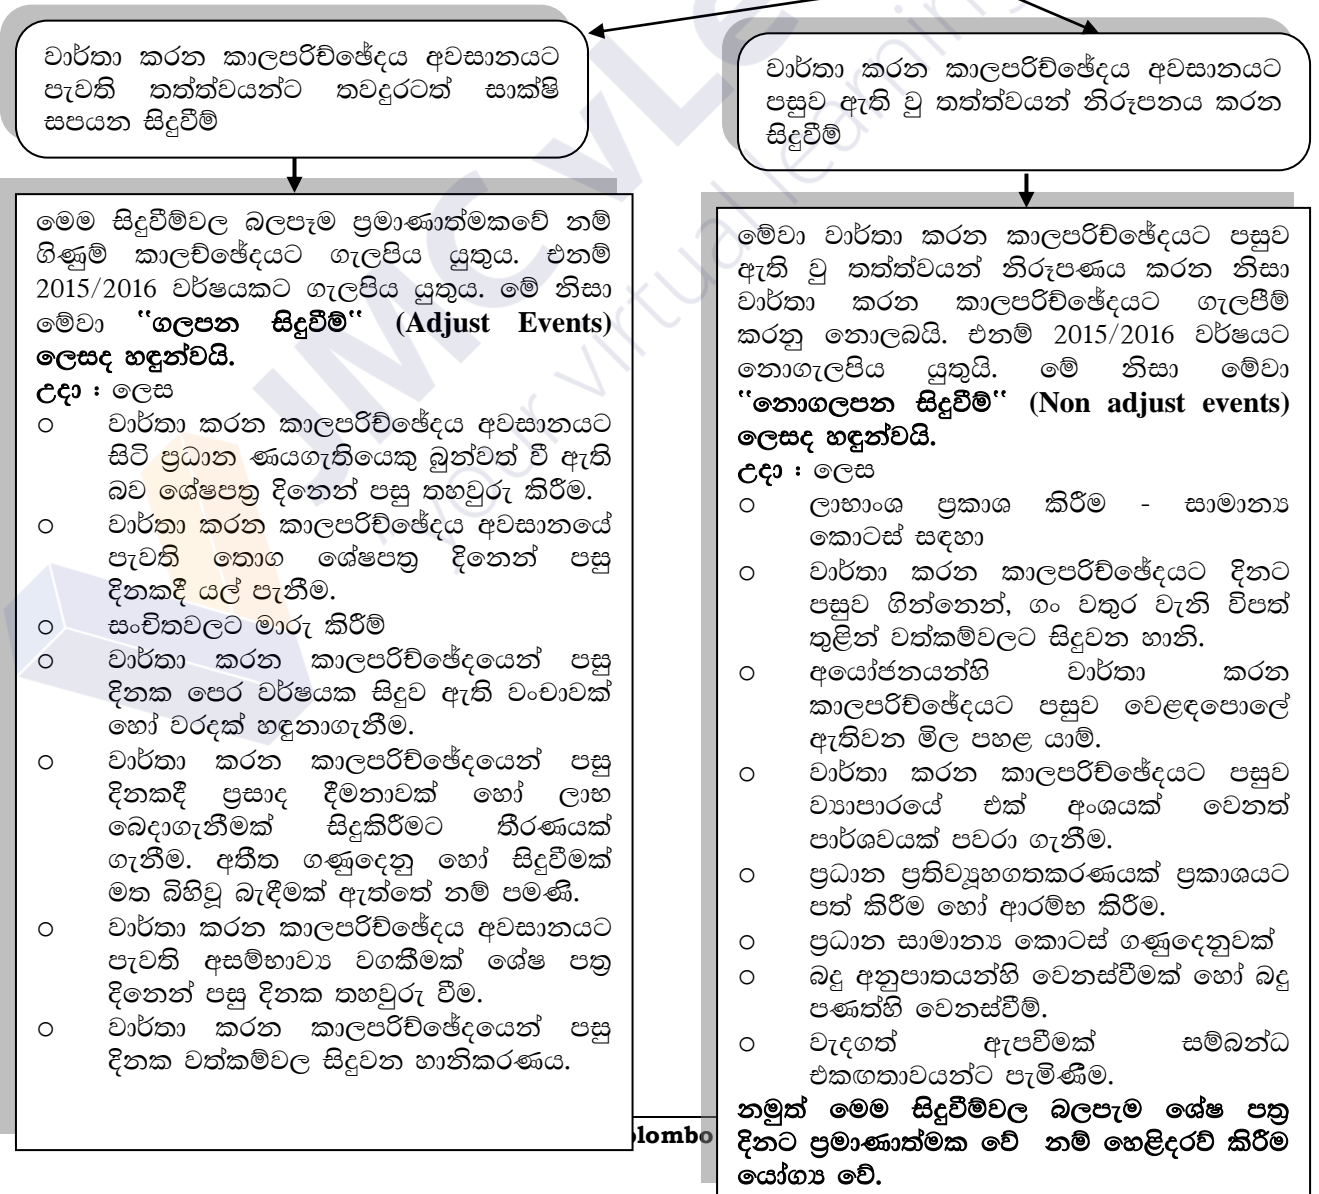 වාර්තා කරන කාලපරිච්ඡේදය අවසානයට
පැවති තත්ත්වයන්ට තවදුරටත් සාක්ෂි
සපයන සිදුවීම්
වාර්තා කරන කාලපරිච්ඡේදය අවසානයට
පසුව ඇති වු තත්ත්වයන් නිරූපනය කරන
සිදුවීම්
මෙම සිදුවීම්වල බලපෑම ප්‍රමාණාත්මකවේ නම්
ගිණුම් කාලච්ඡේදයට ගැලපිය යුතුය. එනම්
2015/2016 වර්ෂයකට ගැලපිය යුතුය. මේ නිසා
මේවා "ගලපන සිදුවීම්" (Adjust Events)
ලෙසද හඳුන්වයි.
උදා : ලෙස
○ වාර්තා කරන කාලපරිච්ඡේදය අවසානයට
සිටි ප්‍රධාන ණයගැතියෙකු බුන්වත් වී ඇති
බව ශේෂපත්‍ර දිනෙන් පසු තහවුරු කිරීම.
○ වාර්තා කරන කාලපරිච්ඡේදය අවසානයේ
පැවති තොග ශේෂපත්‍ර දිනෙන් පසු
දිනකදී යල් පැනීම.
○ සංචිතවලට මාරු කිරීම්
○ වාර්තා කරන කාලපරිච්ඡේදයෙන් පසු
දිනක පෙර වර්ෂයක සිදුව ඇති වංචාවක්
හෝ වරදක් හඳුනාගැනීම.
○ වාර්තා කරන කාලපරිච්ඡේදයෙන් පසු
දිනකදී ප්‍රසාද දීමනාවක් හෝ ලාභ
බෙදාගැනීමක් සිදුකිරීමට තීරණයක්
ගැනීම. අතීත ගණුදෙනු හෝ සිදුවීමක්
මත බිහිවූ බැඳීමක් ඇත්තේ නම් පමණි.
○ වාර්තා කරන කාලපරිච්ඡේදය අවසානයට
පැවති අසම්භාව්‍ය වගකීමක් ශේෂ පත්‍ර
දිනෙන් පසු දිනක තහවුරු වීම.
○ වාර්තා කරන කාලපරිච්ඡේදයෙන් පසු
දිනක වත්කම්වල සිදුවන හානිකරණය.
මේවා වාර්තා කරන කාලපරිච්ඡේදයට පසුව
ඇති වු තත්ත්වයන් නිරූපණය කරන නිසා
වාර්තා කරන කාලපරිච්ඡේදයට ගැලපීම්
කරනු නොලබයි. එනම් 2015/2016 වර්ෂයට
නොගැලපිය යුතුයි. මේ නිසා මේවා
"නොගලපන සිදුවීම්" (Non adjust events)
ලෙසද හඳුන්වයි.
උදා : ලෙස
○ ලාභාංශ ප්‍රකාශ කිරීම - සාමාන්‍ය
කොටස් සඳහා
○ වාර්තා කරන කාලපරිච්ඡේදයට දිනට
පසුව ගින්නෙන්, ගං වතුර වැනි විපත්
තුළින් වත්කම්වලට සිදුවන හානි.
○ අයෝජනයන්හි වාර්තා කරන
කාලපරිච්ඡේදයට පසුව වෙළඳපොලේ
ඇතිවන මිල පහළ යාම්.
○ වාර්තා කරන කාලපරිච්ඡේදයට පසුව
ව්‍යාපාරයේ එක් අංශයක් වෙනත්
පාර්ශවයක් පවරා ගැනීම.
○ ප්‍රධාන ප්‍රතිව්‍යූහගතකරණයක් ප්‍රකාශයට
පත් කිරීම හෝ ආරම්භ කිරීම.
○ ප්‍රධාන සාමාන්‍ය කොටස් ගණුදෙනුවක්
○ බදු අනුපාතයන්හි වෙනස්වීමක් හෝ බදු
පණත්හි වෙනස්වීම්.
○ වැදගත් ඇපවීමක් සම්බන්ධ
එකඟතාවයන්ට පැමිණීම.
නමුත් මෙම සිදුවීම්වල බලපැම ශේෂ පත්‍ර
දිනට ප්‍රමාණාත්මක වේ නම් හෙළිදරව් කිරීම
යෝග්‍ය වේ.
JMC vLe
your virtual learning
lombo